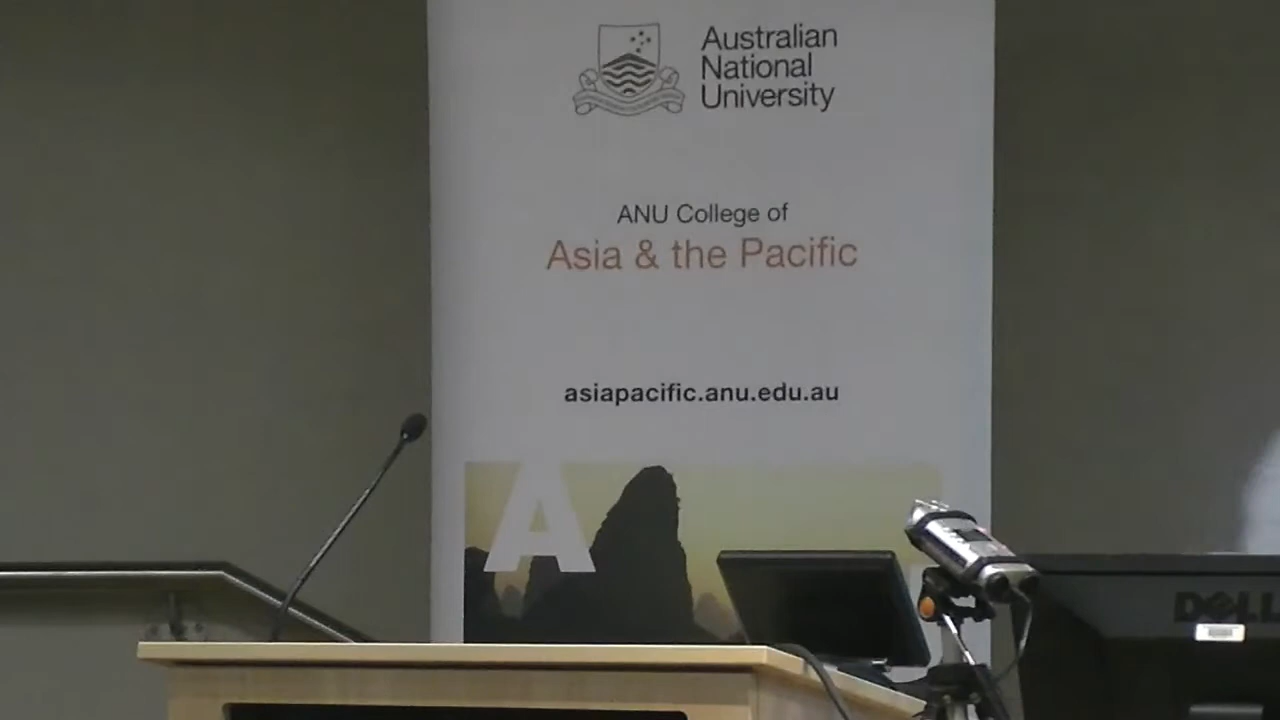 Australian
National
University
ANU College of
Asia & the Pacific
asiapacific.anu.edu.au
A
DELL